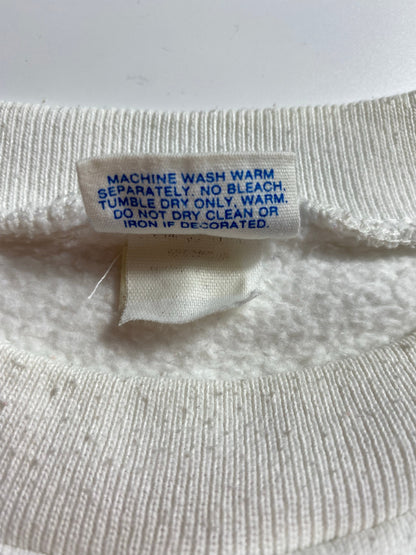 MACHINE WASH WARM
SEPARATELY. NO BLEACH.
TUMBLE DRY ONLY, WARM.
DO NOT DRY CLEAN OR
IRON IF DECORATED.